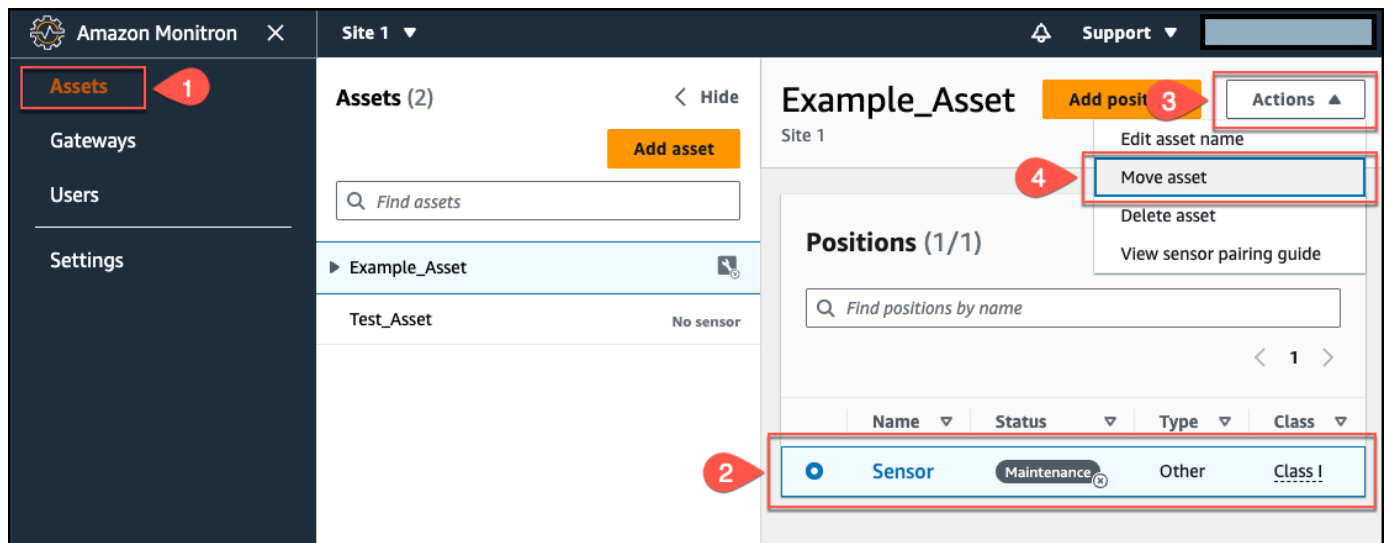 Amazon Monitron
Site 1
Support
Assets
1
Gateways
Users
Settings
Assets (2)
Hide
Add asset
Find assets
Example_Asset
Test_Asset
No sensor
Example_Asset
Site 1
3
Actions
Edit asset name
4
Move asset
Delete asset
View sensor pairing guide
Positions (1/1)
Find positions by name
1
Name Status Type Class
2
Sensor Maintenance Other Class I